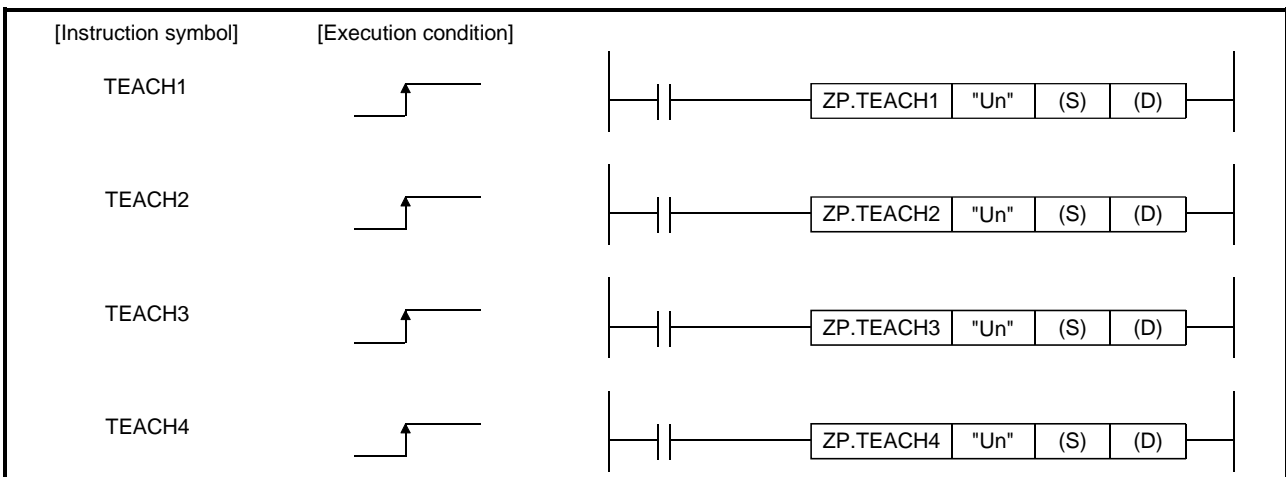 [Instruction symbol] [Execution condition]
TEACH1 ZP.TEACH1 "Un" (S) (D)
TEACH2 ZP.TEACH2 "Un" (S) (D)
TEACH3 ZP.TEACH3 "Un" (S) (D)
TEACH4 ZP.TEACH4 "Un" (S) (D)